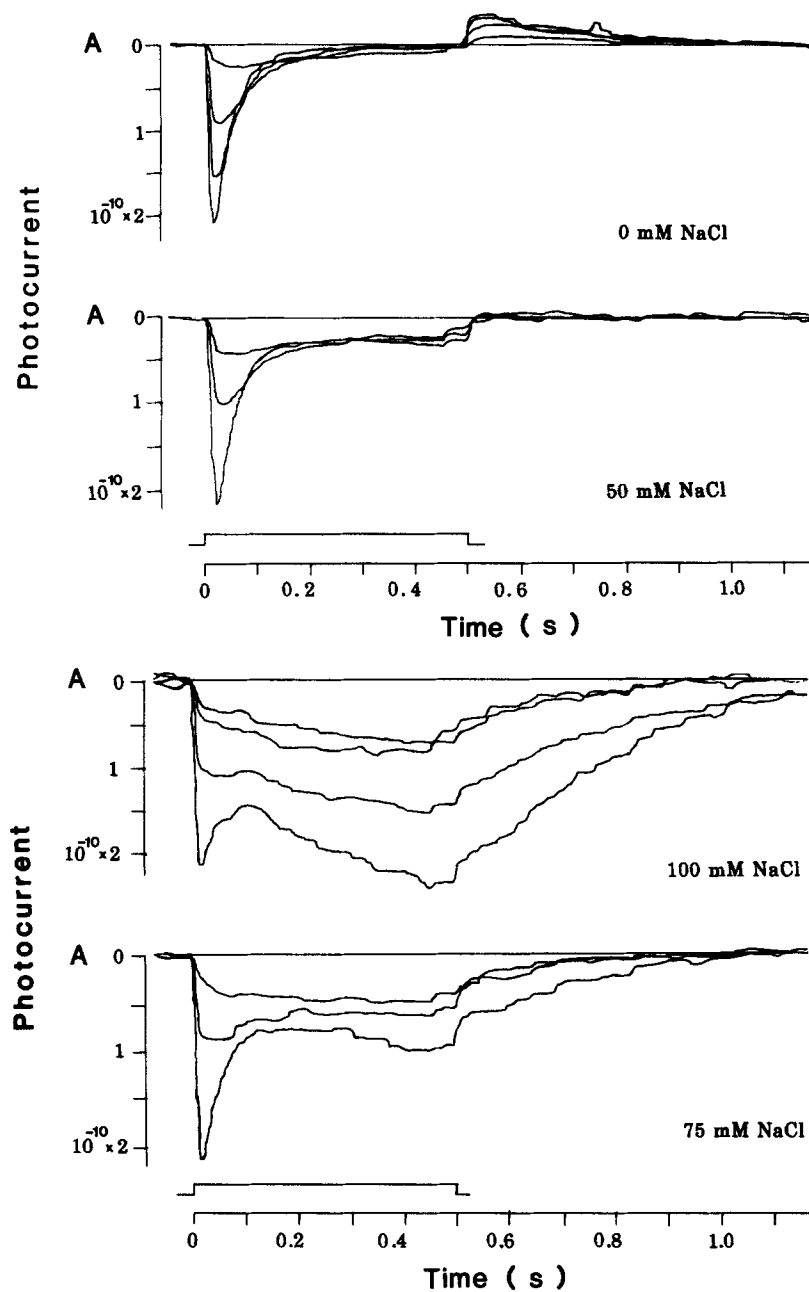 Photocurrent
A 0
1
10⁻¹⁰×2
0 mM NaCl
A 0
1
10⁻¹⁰×2
50 mM NaCl
0 0.2 0.4 0.6 0.8 1.0
Time ( s )
Photocurrent
A 0
1
10⁻¹⁰×2
100 mM NaCl
A 0
1
10⁻¹⁰×2
75 mM NaCl
0 0.2 0.4 0.6 0.8 1.0
Time ( s )